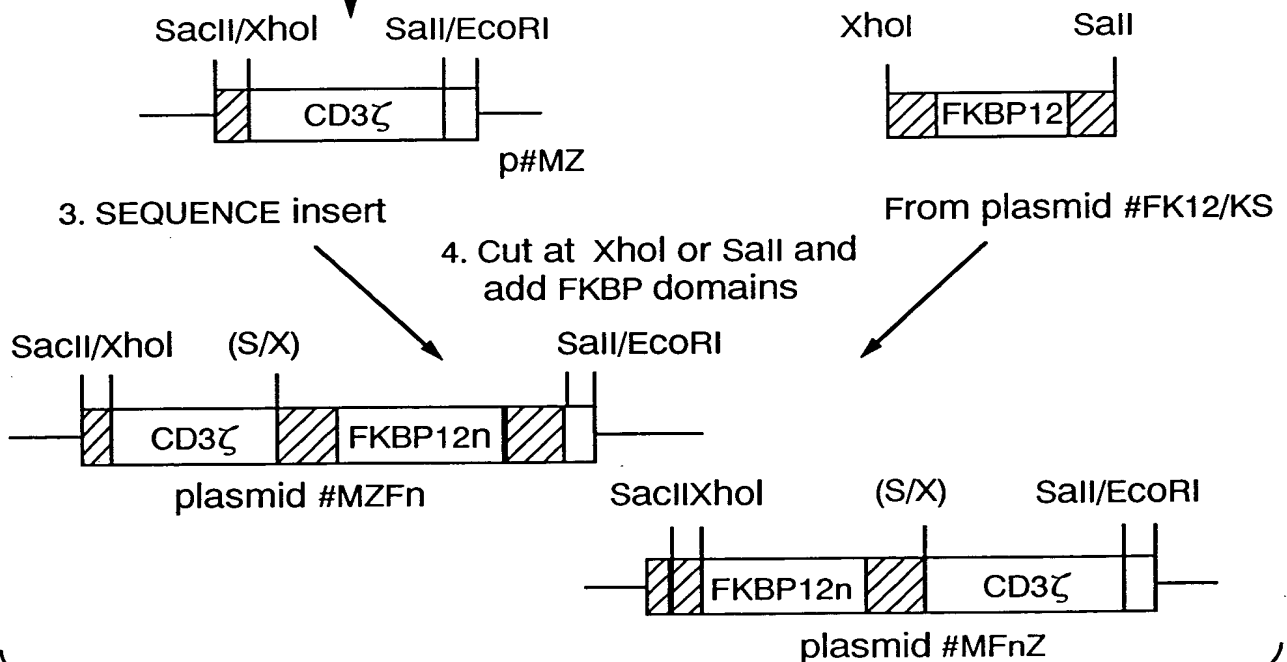 SacII/XhoI SalI/EcoRI
XhoI SalI
CD3ζ
FKBP12
p#MZ
3. SEQUENCE insert
From plasmid #FK12/KS
4. Cut at XhoI or SalI and
add FKBP domains
SacII/XhoI (S/X) SalI/EcoRI
CD3ζ FKBP12n
plasmid #MZFn
SacIIXhoI (S/X) SalI/EcoRI
FKBP12n CD3ζ
plasmid #MFnZ